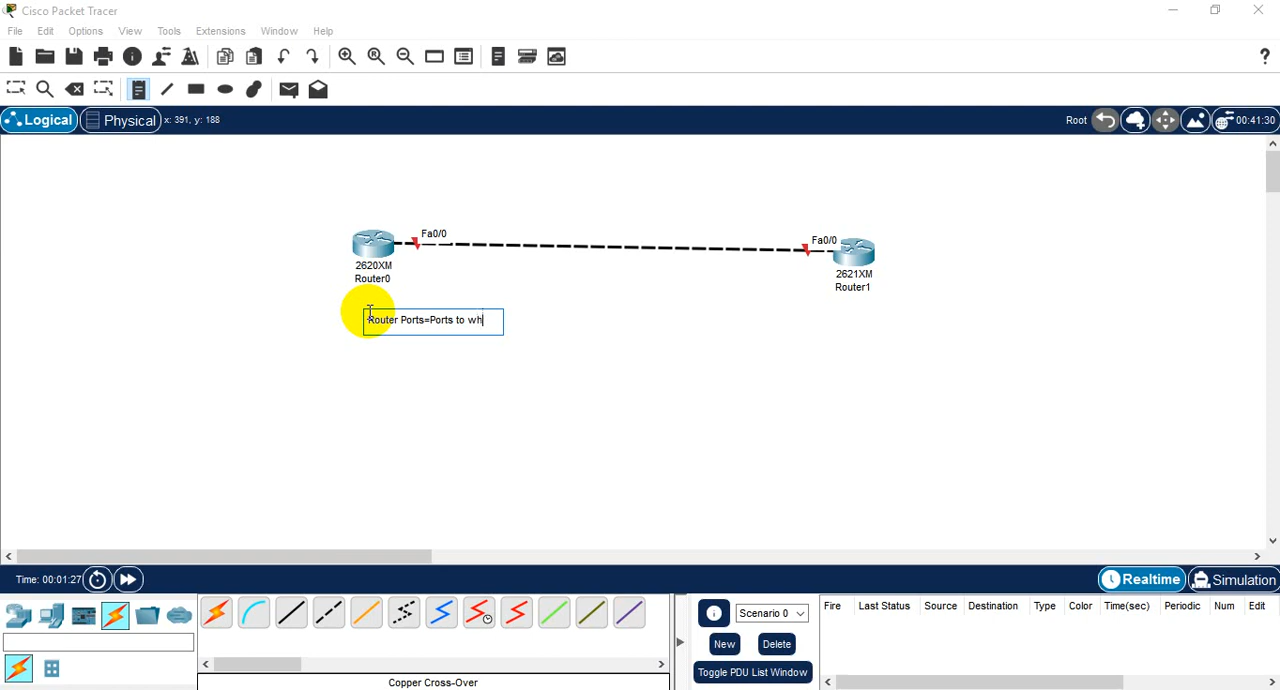 Cisco Packet Tracer
File Edit Options View Tools Extensions Window Help
?
Logical Physical x: 391, y: 188 Root 00:41:30
Fa0/0 Fa0/0
2620XM 2621XM
Router0 Router1
Router Ports=Ports to wh
Time: 00:01:27 Realtime Simulation
Scenario 0 Fire Last Status Source Destination Type Color Time(sec) Periodic Num Edit
New Delete
Toggle PDU List Window
Copper Cross-Over